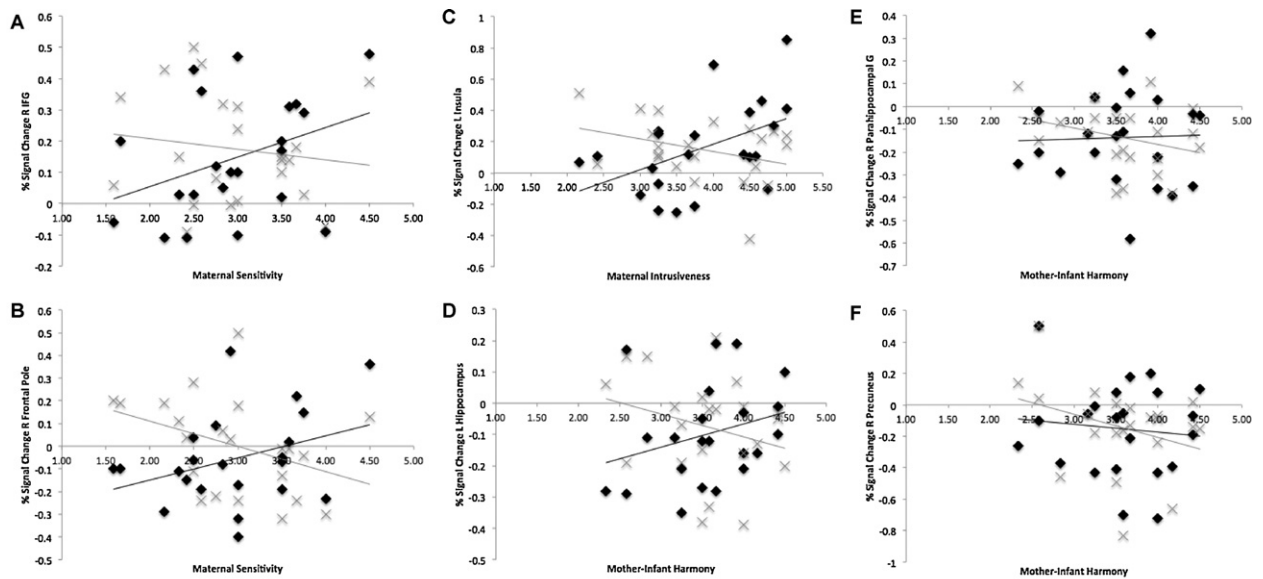 A
% Signal Change R IFG
0.6
0.5
0.4
0.3
0.2
0.1
0
-0.1
-0.2
1.00 2.00 2.50 3.00 3.50 4.00 4.50 5.00
Maternal Sensitivity
B
% Signal Change R Frontal Pole
0.6
0.5
0.4
0.3
0.2
0.1
0
-0.1
-0.2
-0.3
-0.4
-0.5
1.00 2.00 2.50 3.00 3.50 4.00 4.50 5.00
Maternal Sensitivity
C
% Signal Change L Insula
1
0.8
0.6
0.4
0.2
0
-0.2
-0.4
-0.6
1.00 2.00 2.50 3.00 3.50 4.00 4.50 5.00 5.50
Maternal Intrusiveness
D
% Signal Change L Hippocampus
0.3
0.2
0.1
0
-0.1
-0.2
-0.3
-0.4
-0.5
1.00 2.00 2.50 3.00 3.50 4.00 4.50 5.00
Mother-Infant Harmony
E
% Signal Change R Parahippocampal G
0.4
0.3
0.2
0.1
0
-0.1
-0.2
-0.3
-0.4
-0.5
-0.6
-0.7
1.00 2.00 2.50 3.00 3.50 4.00 4.50 5.00
Mother-Infant Harmony
F
% Signal Change R Precuneus
0.6
0.4
0.2
0
-0.2
-0.4
-0.6
-0.8
-1
1.00 2.00 2.50 3.00 3.50 4.00 4.50 5.00
Mother-Infant Harmony